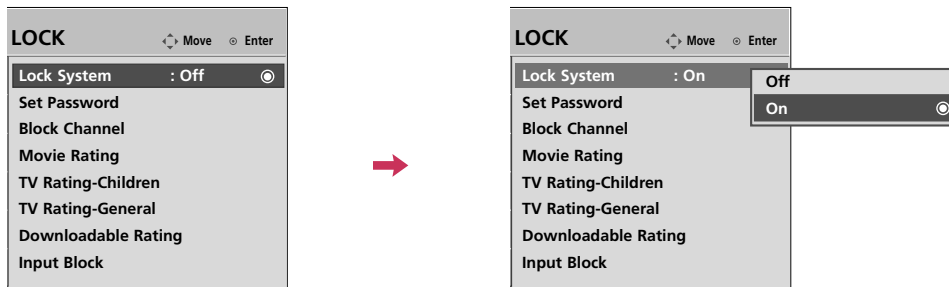 LOCK Move Enter
Lock System : Off
Set Password
Block Channel
Movie Rating
TV Rating-Children
TV Rating-General
Downloadable Rating
Input Block
LOCK Move Enter
Lock System : On
Off
On
Set Password
Block Channel
Movie Rating
TV Rating-Children
TV Rating-General
Downloadable Rating
Input Block